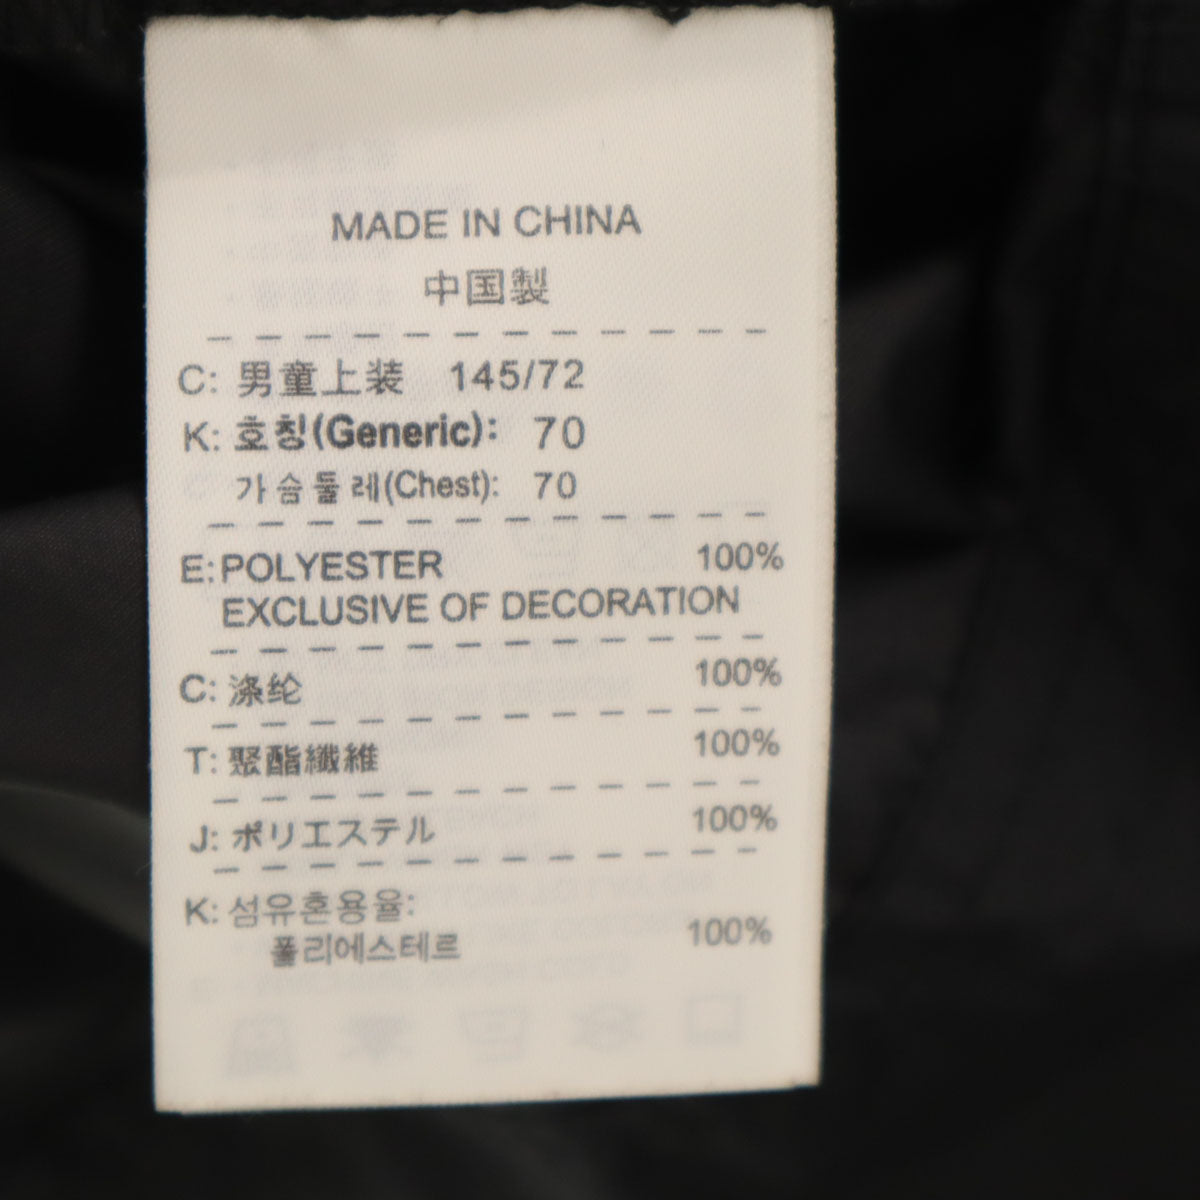 MADE IN CHINA
中国製
C: 男童上装 145/72
K: 호칭(Generic): 70
가슴둘레(Chest): 70
E: POLYESTER 100%
EXCLUSIVE OF DECORATION
C: 涤纶 100%
T: 聚酯纖維 100%
J: ポリエステル 100%
K: 섬유혼용율:
폴리에스테르 100%